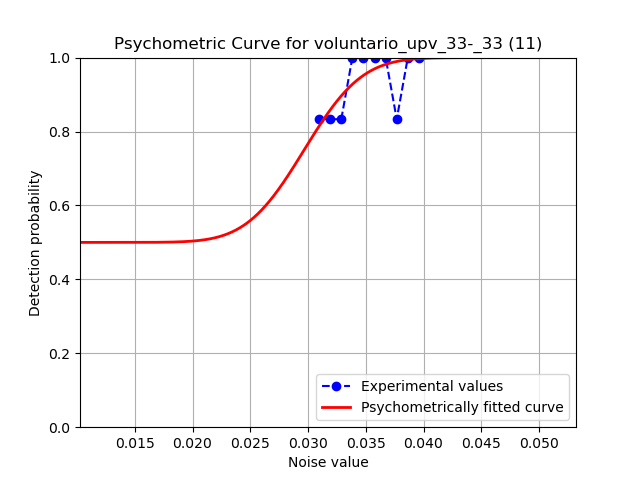 Psychometric Curve for voluntario_upv_33-_33 (11)
1.0
0.8
0.6
0.4
0.2
0.0
Detection probability
0.015 0.020 0.025 0.030 0.035 0.040 0.045 0.050
Noise value
Experimental values
Psychometrically fitted curve